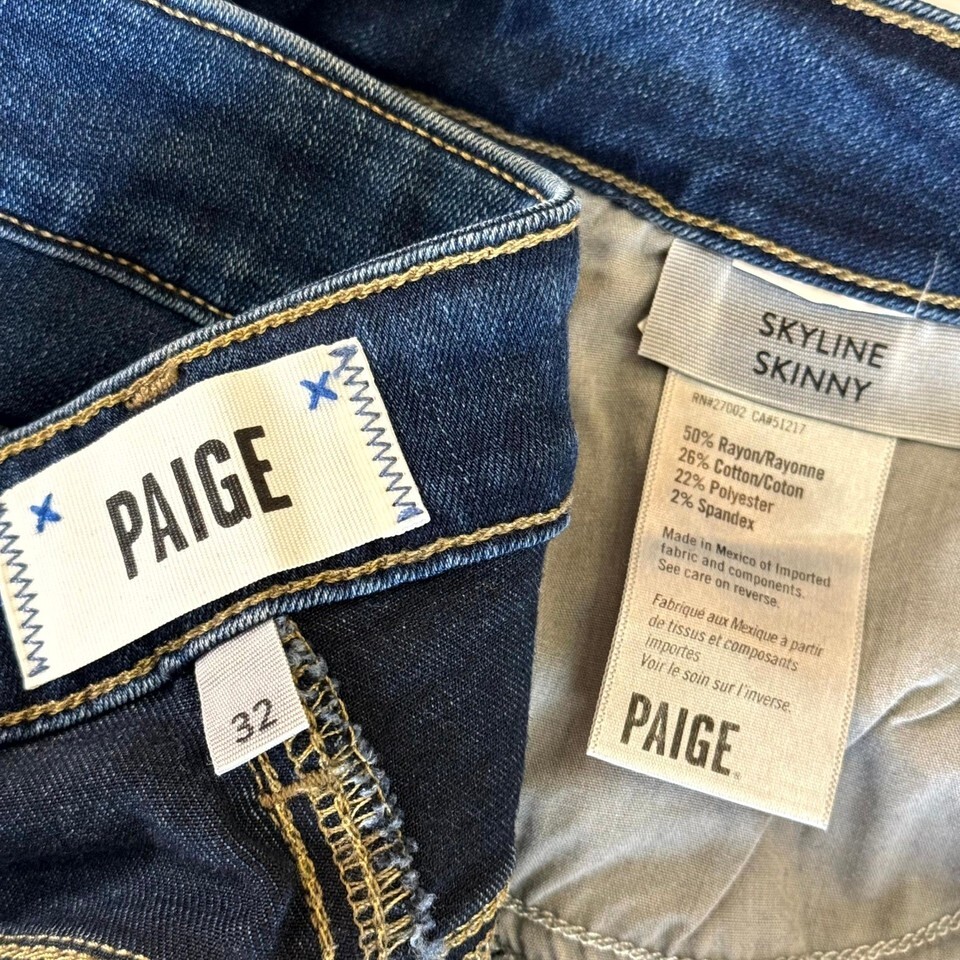 PAIGE
32
SKYLINE
SKINNY
RN#27002 CA#51217
50% Rayon/Rayonne
26% Cotton/Coton
22% Polyester
2% Spandex
Made in Mexico of Imported
fabric and components.
See care on reverse.
Fabriqué aux Mexique à partir
de tissus et composants
importes
Voir le soin sur l'inverse.
PAIGE